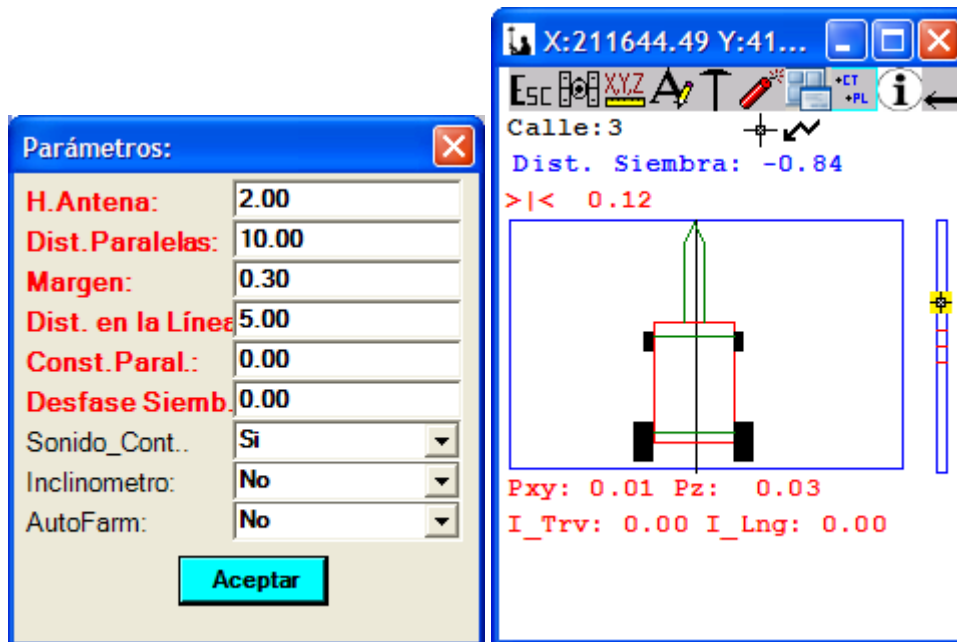 Parámetros:
H.Antena: 2.00
Dist.Paralelas: 10.00
Margen: 0.30
Dist. en la Línea 5.00
Const.Paral.: 0.00
Desfase Siemb. 0.00
Sonido_Cont.. Si
Inclinometro: No
AutoFarm: No
Aceptar
X:211644.49 Y:41...
Esc X,Y,Z A T +CT +PL i
Calle:3
Dist. Siembra: -0.84
>|< 0.12
Pxy: 0.01 Pz: 0.03
I_Trv: 0.00 I_Lng: 0.00